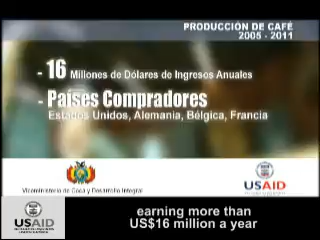 PRODUCCIÓN DE CAFÉ
2005 - 2011
- 16 Millones de Dólares de Ingresos Anuales
- Países Compradores
Estados Unidos, Alemania, Bélgica, Francia
Viceministerio de Coca y Desarrollo Integral
USAID
USAID
earning more than
US$16 million a year